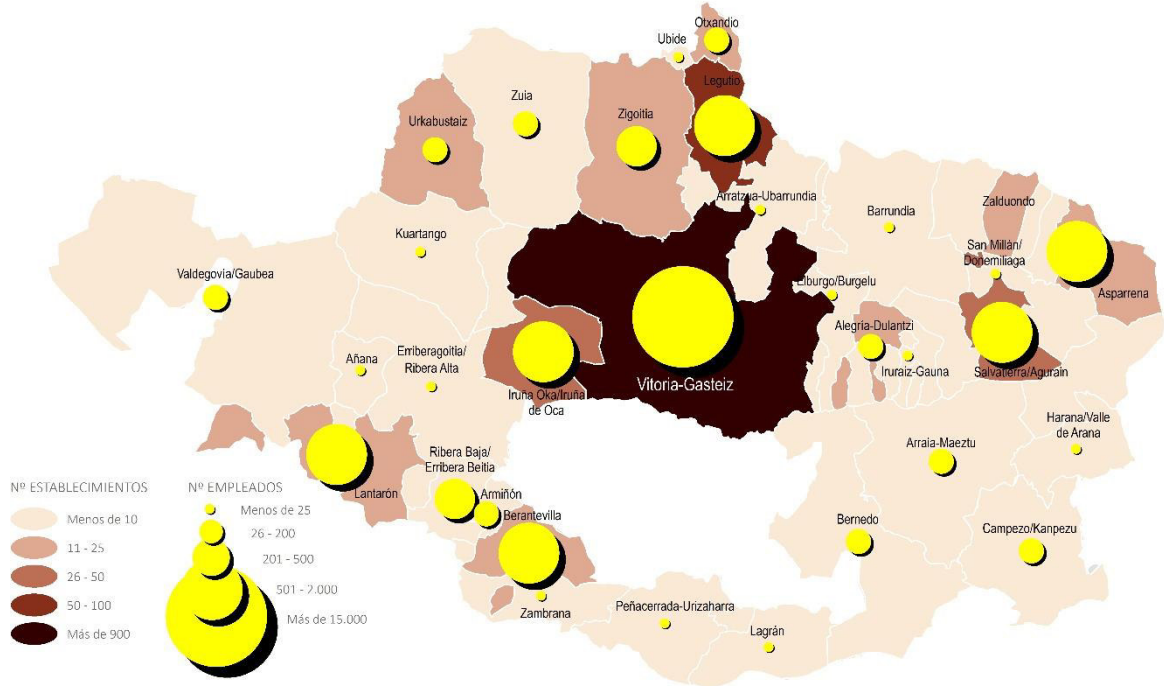 Otxandio
Ubide
Legutio
Zuia
Zigoitia
Urkabustaiz
Arratzua-Ubarrundia
Barrundia
Zalduondo
Kuartango
San Millán/
Donemiliaga
Valdegovia/Gaubea
Elburgo/Burgelu
Asparrena
Alegría-Dulantzi
Añana
Erriberagoitia/
Ribera Alta
Iruraiz-Gauna
Salvatierra/Agurain
Vitoria-Gasteiz
Iruña Oka/Iruña
de Oca
Harana/Valle
de Arana
Arraia-Maeztu
Ribera Baja/
Erribera Beitia
Lantarón
Armiñón
Berantevilla
Bernedo
Campezo/Kanpezu
Zambrana
Peñacerrada-Urizaharra
Lagrán
Nº ESTABLECIMIENTOS
Menos de 10
11 - 25
26 - 50
50 - 100
Más de 900
Nº EMPLEADOS
Menos de 25
26 - 200
201 - 500
501 - 2.000
Más de 15.000